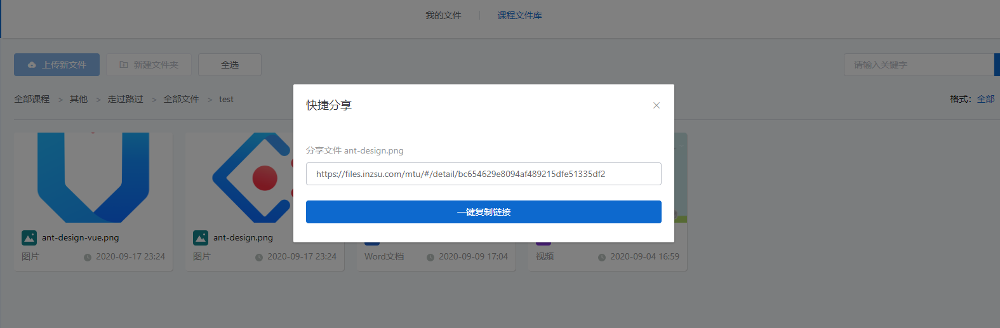 我的文件
课程文件库
上传新文件
新建文件夹
全选
请输入关键字
全部课程 > 其他 > 走过路过 > 全部文件 > test
格式：全部
快捷分享
分享文件 ant-design.png
https://files.inzsu.com/mtu/#/detail/bc654629e8094af489215dfe51335df2
一键复制链接
ant-design-vue.png
图片
2020-09-17 23:24
ant-design.png
图片
2020-09-17 23:24
Word文档
2020-09-09 17:04
视频
2020-09-04 16:59